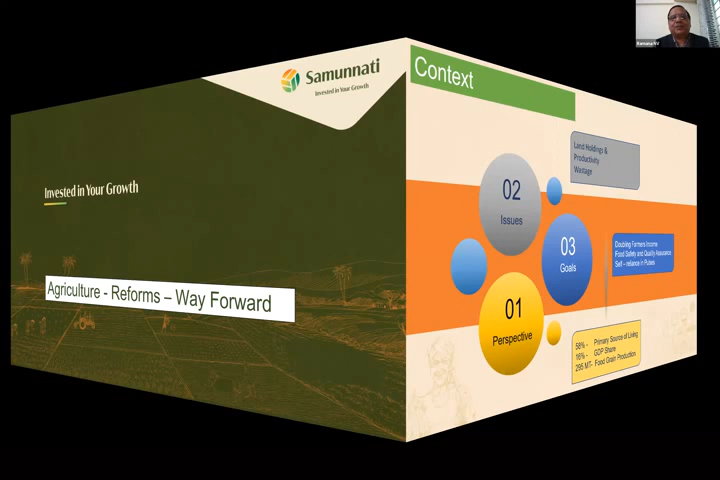 Samunnati
Invested in Your Growth
Invested in Your Growth
Agriculture - Reforms – Way Forward
Context
Land Holdings &
Productivity
Wastage
02
Issues
03
Goals
Doubling Farmers Income
Food Safety and Quality Assurance
Self – reliance in Pulses
01
Perspective
58% - Primary Source of Living
16% - GDP Share
295 MT- Food Grain Production